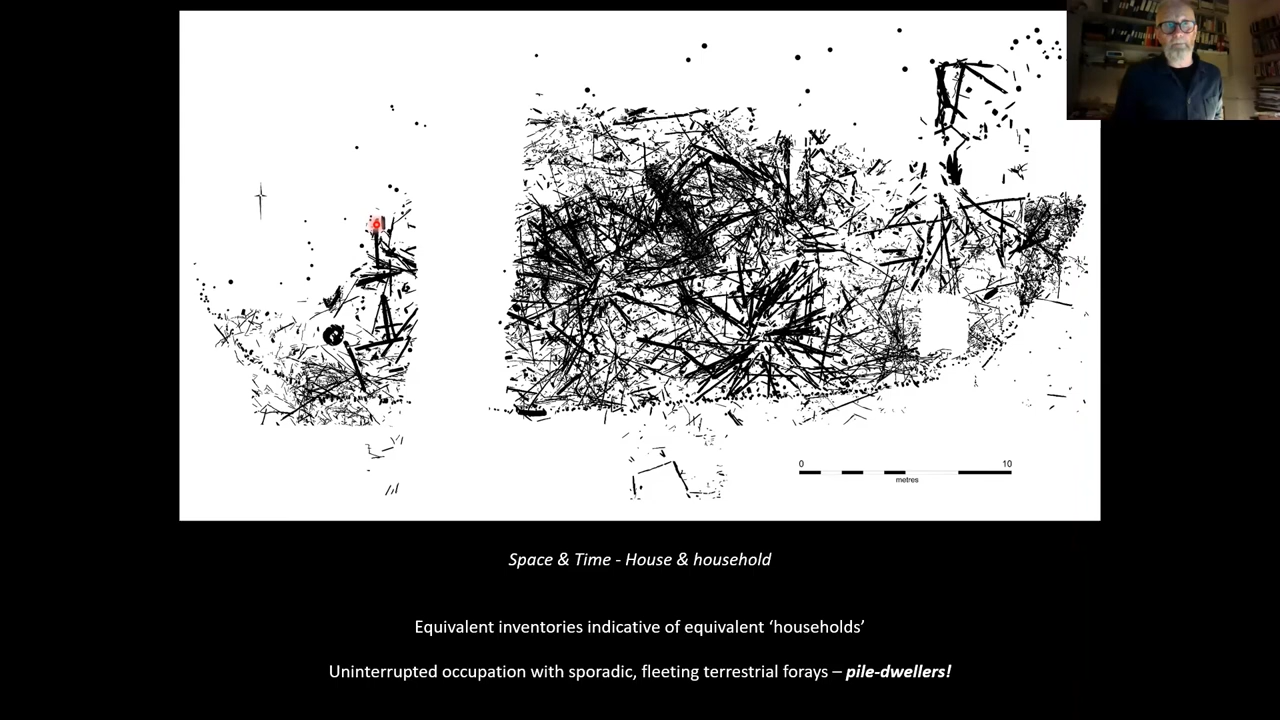 0 10
metres
Space & Time - House & household
Equivalent inventories indicative of equivalent ‘households’
Uninterrupted occupation with sporadic, fleeting terrestrial forays – pile-dwellers!